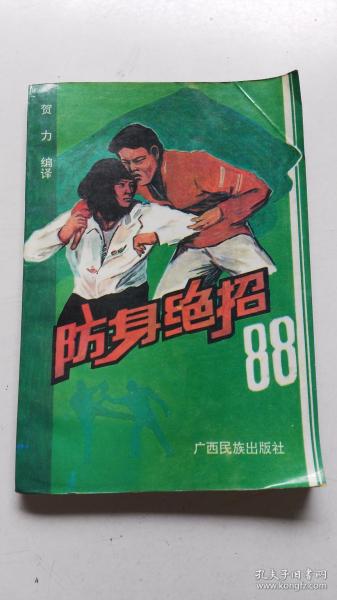 贺力 编译
防身绝招
88
广西民族出版社
孔夫子旧书网